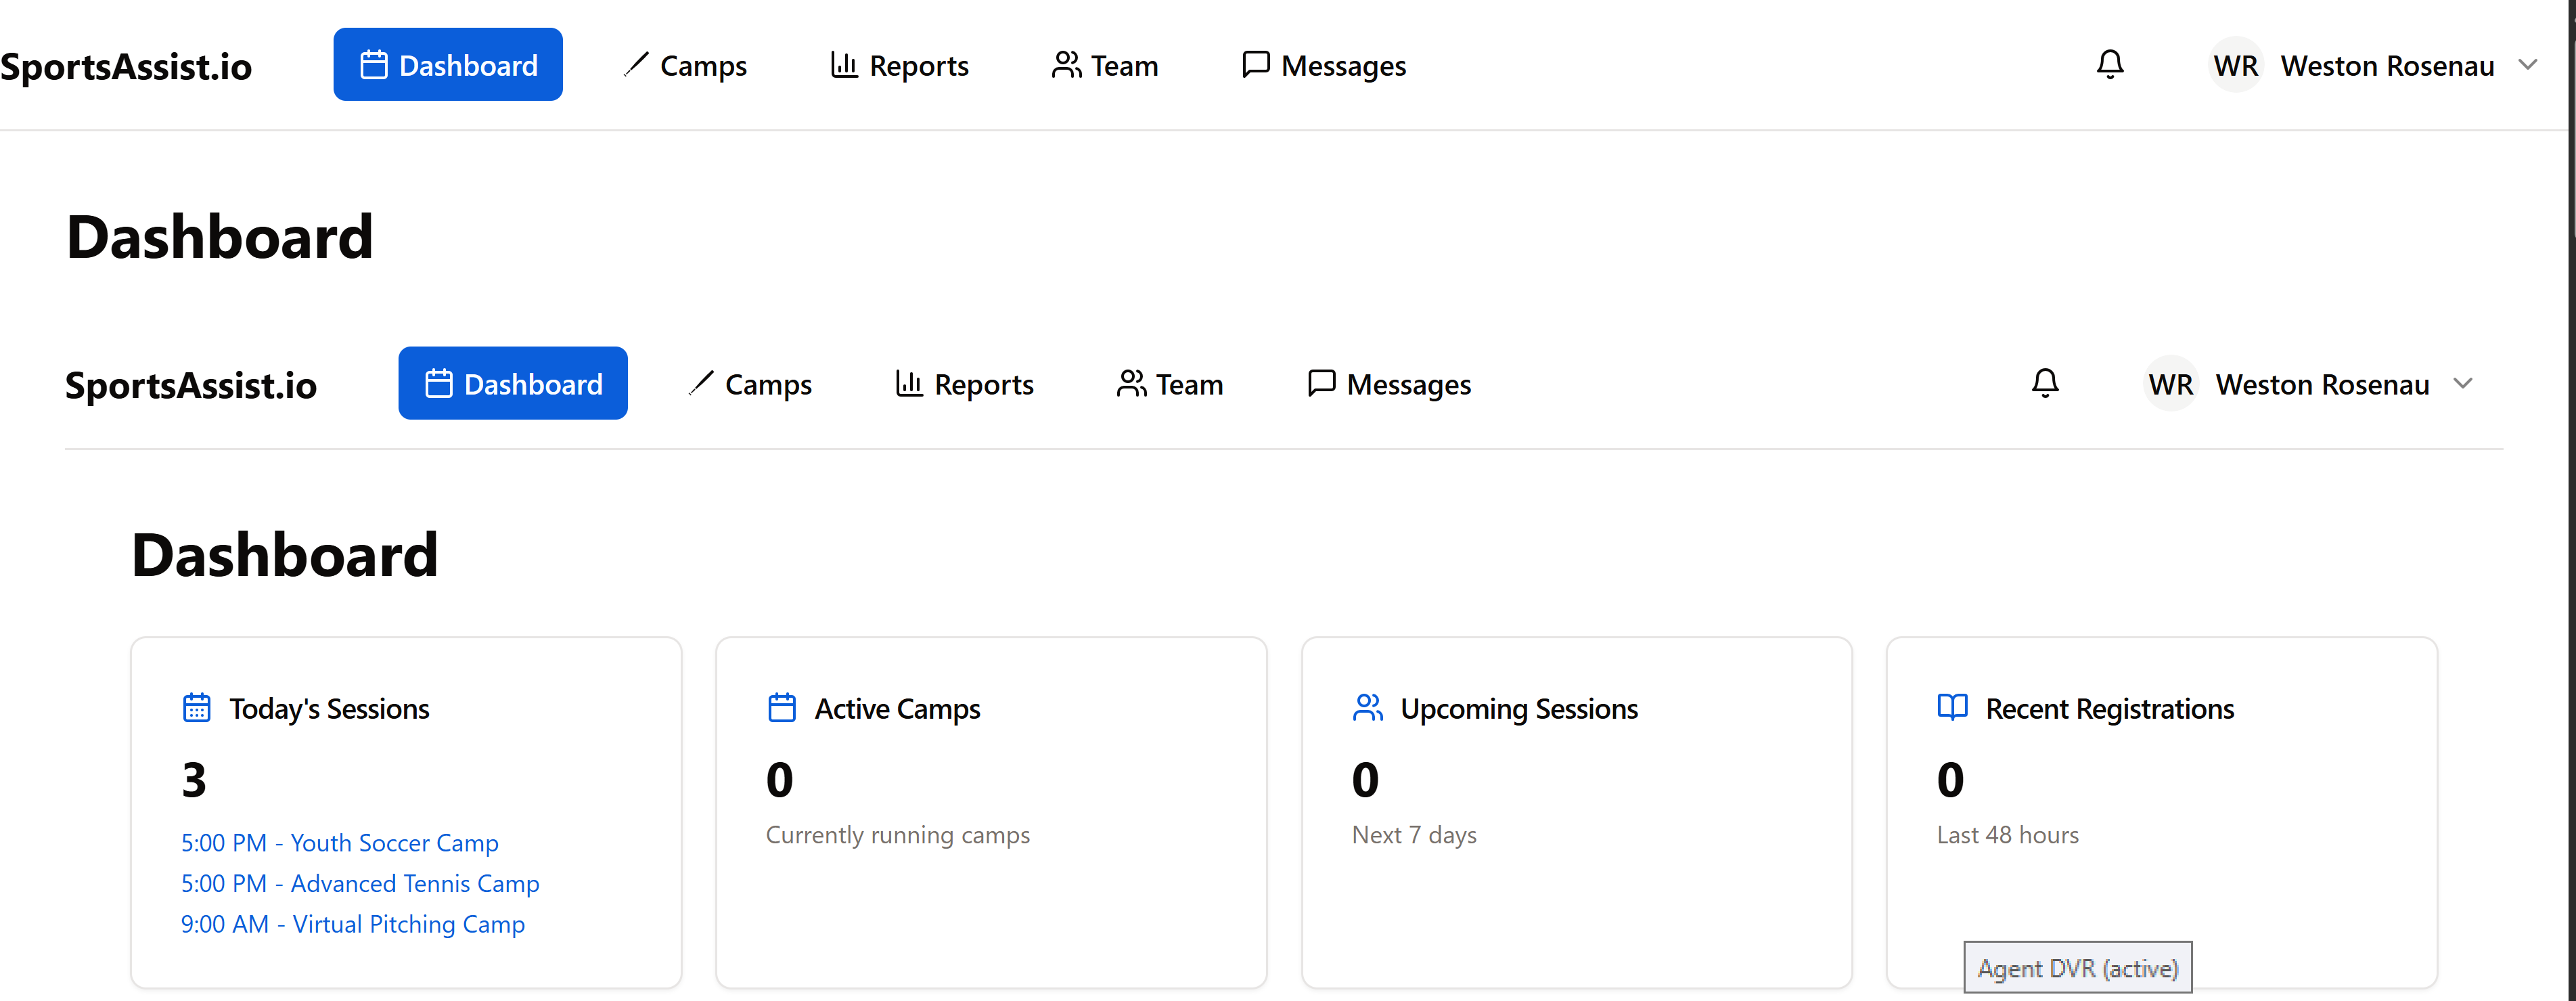 SportsAssist.io Dashboard Camps Reports Team Messages WR Weston Rosenau
Dashboard
SportsAssist.io Dashboard Camps Reports Team Messages WR Weston Rosenau
Dashboard
Today's Sessions
3
5:00 PM - Youth Soccer Camp
5:00 PM - Advanced Tennis Camp
9:00 AM - Virtual Pitching Camp
Active Camps
0
Currently running camps
Upcoming Sessions
0
Next 7 days
Recent Registrations
0
Last 48 hours
Agent DVR (active)